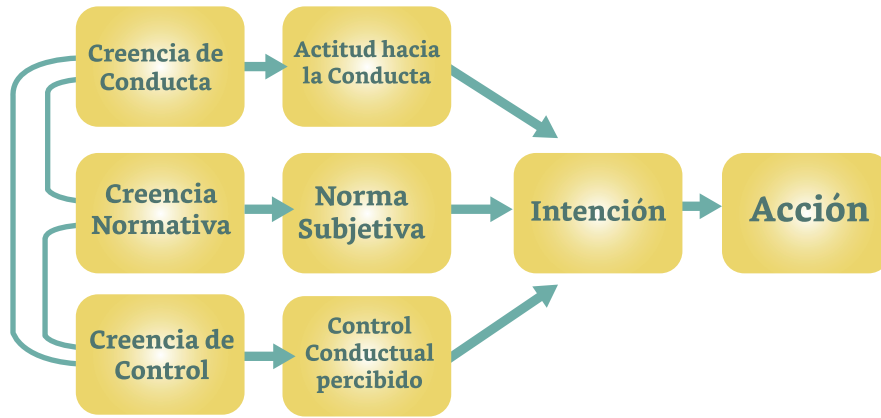 Creencia de
Conducta
Actitud hacia
la Conducta
Creencia
Normativa
Norma
Subjetiva
Intención
Acción
Creencia de
Control
Control
Conductual
percibido